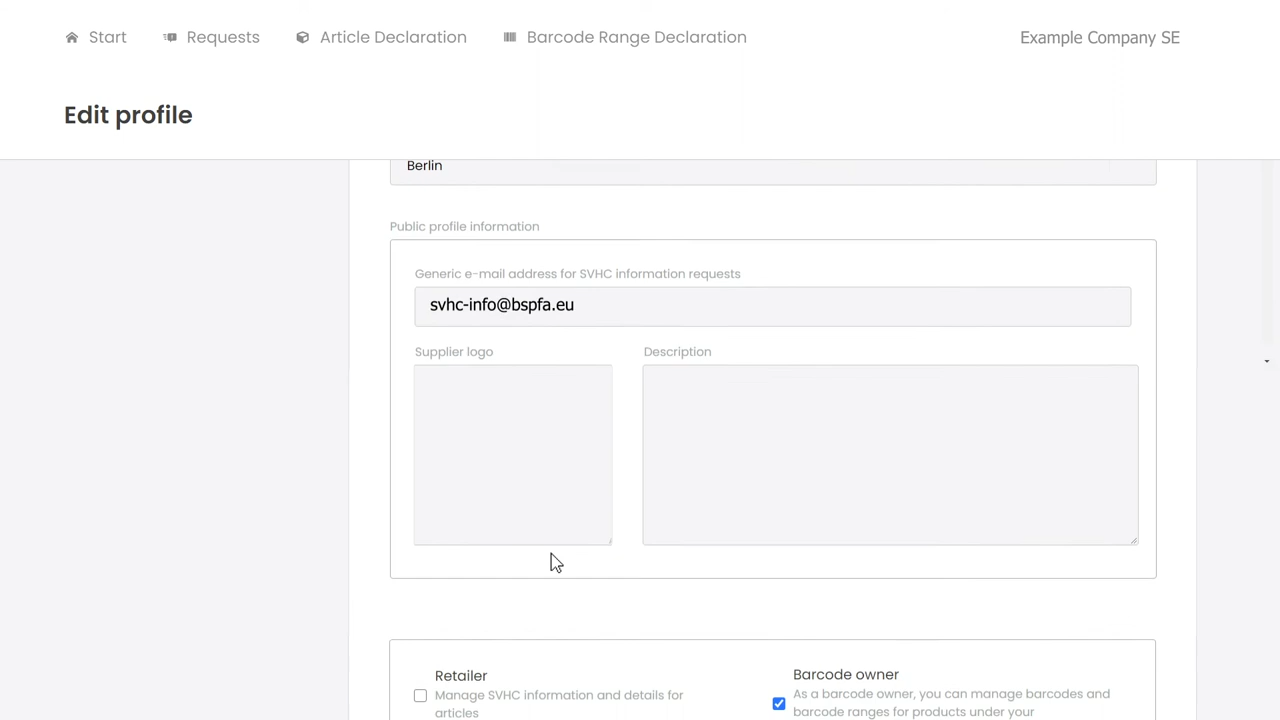 Start
Requests
Article Declaration
Barcode Range Declaration
Example Company SE
Edit profile
Berlin
Public profile information
Generic e-mail address for SVHC information requests
svhc-info@bspfa.eu
Supplier logo
Description
Retailer
Manage SVHC information and details for
articles
Barcode owner
As a barcode owner, you can manage barcodes and
barcode ranges for products under your